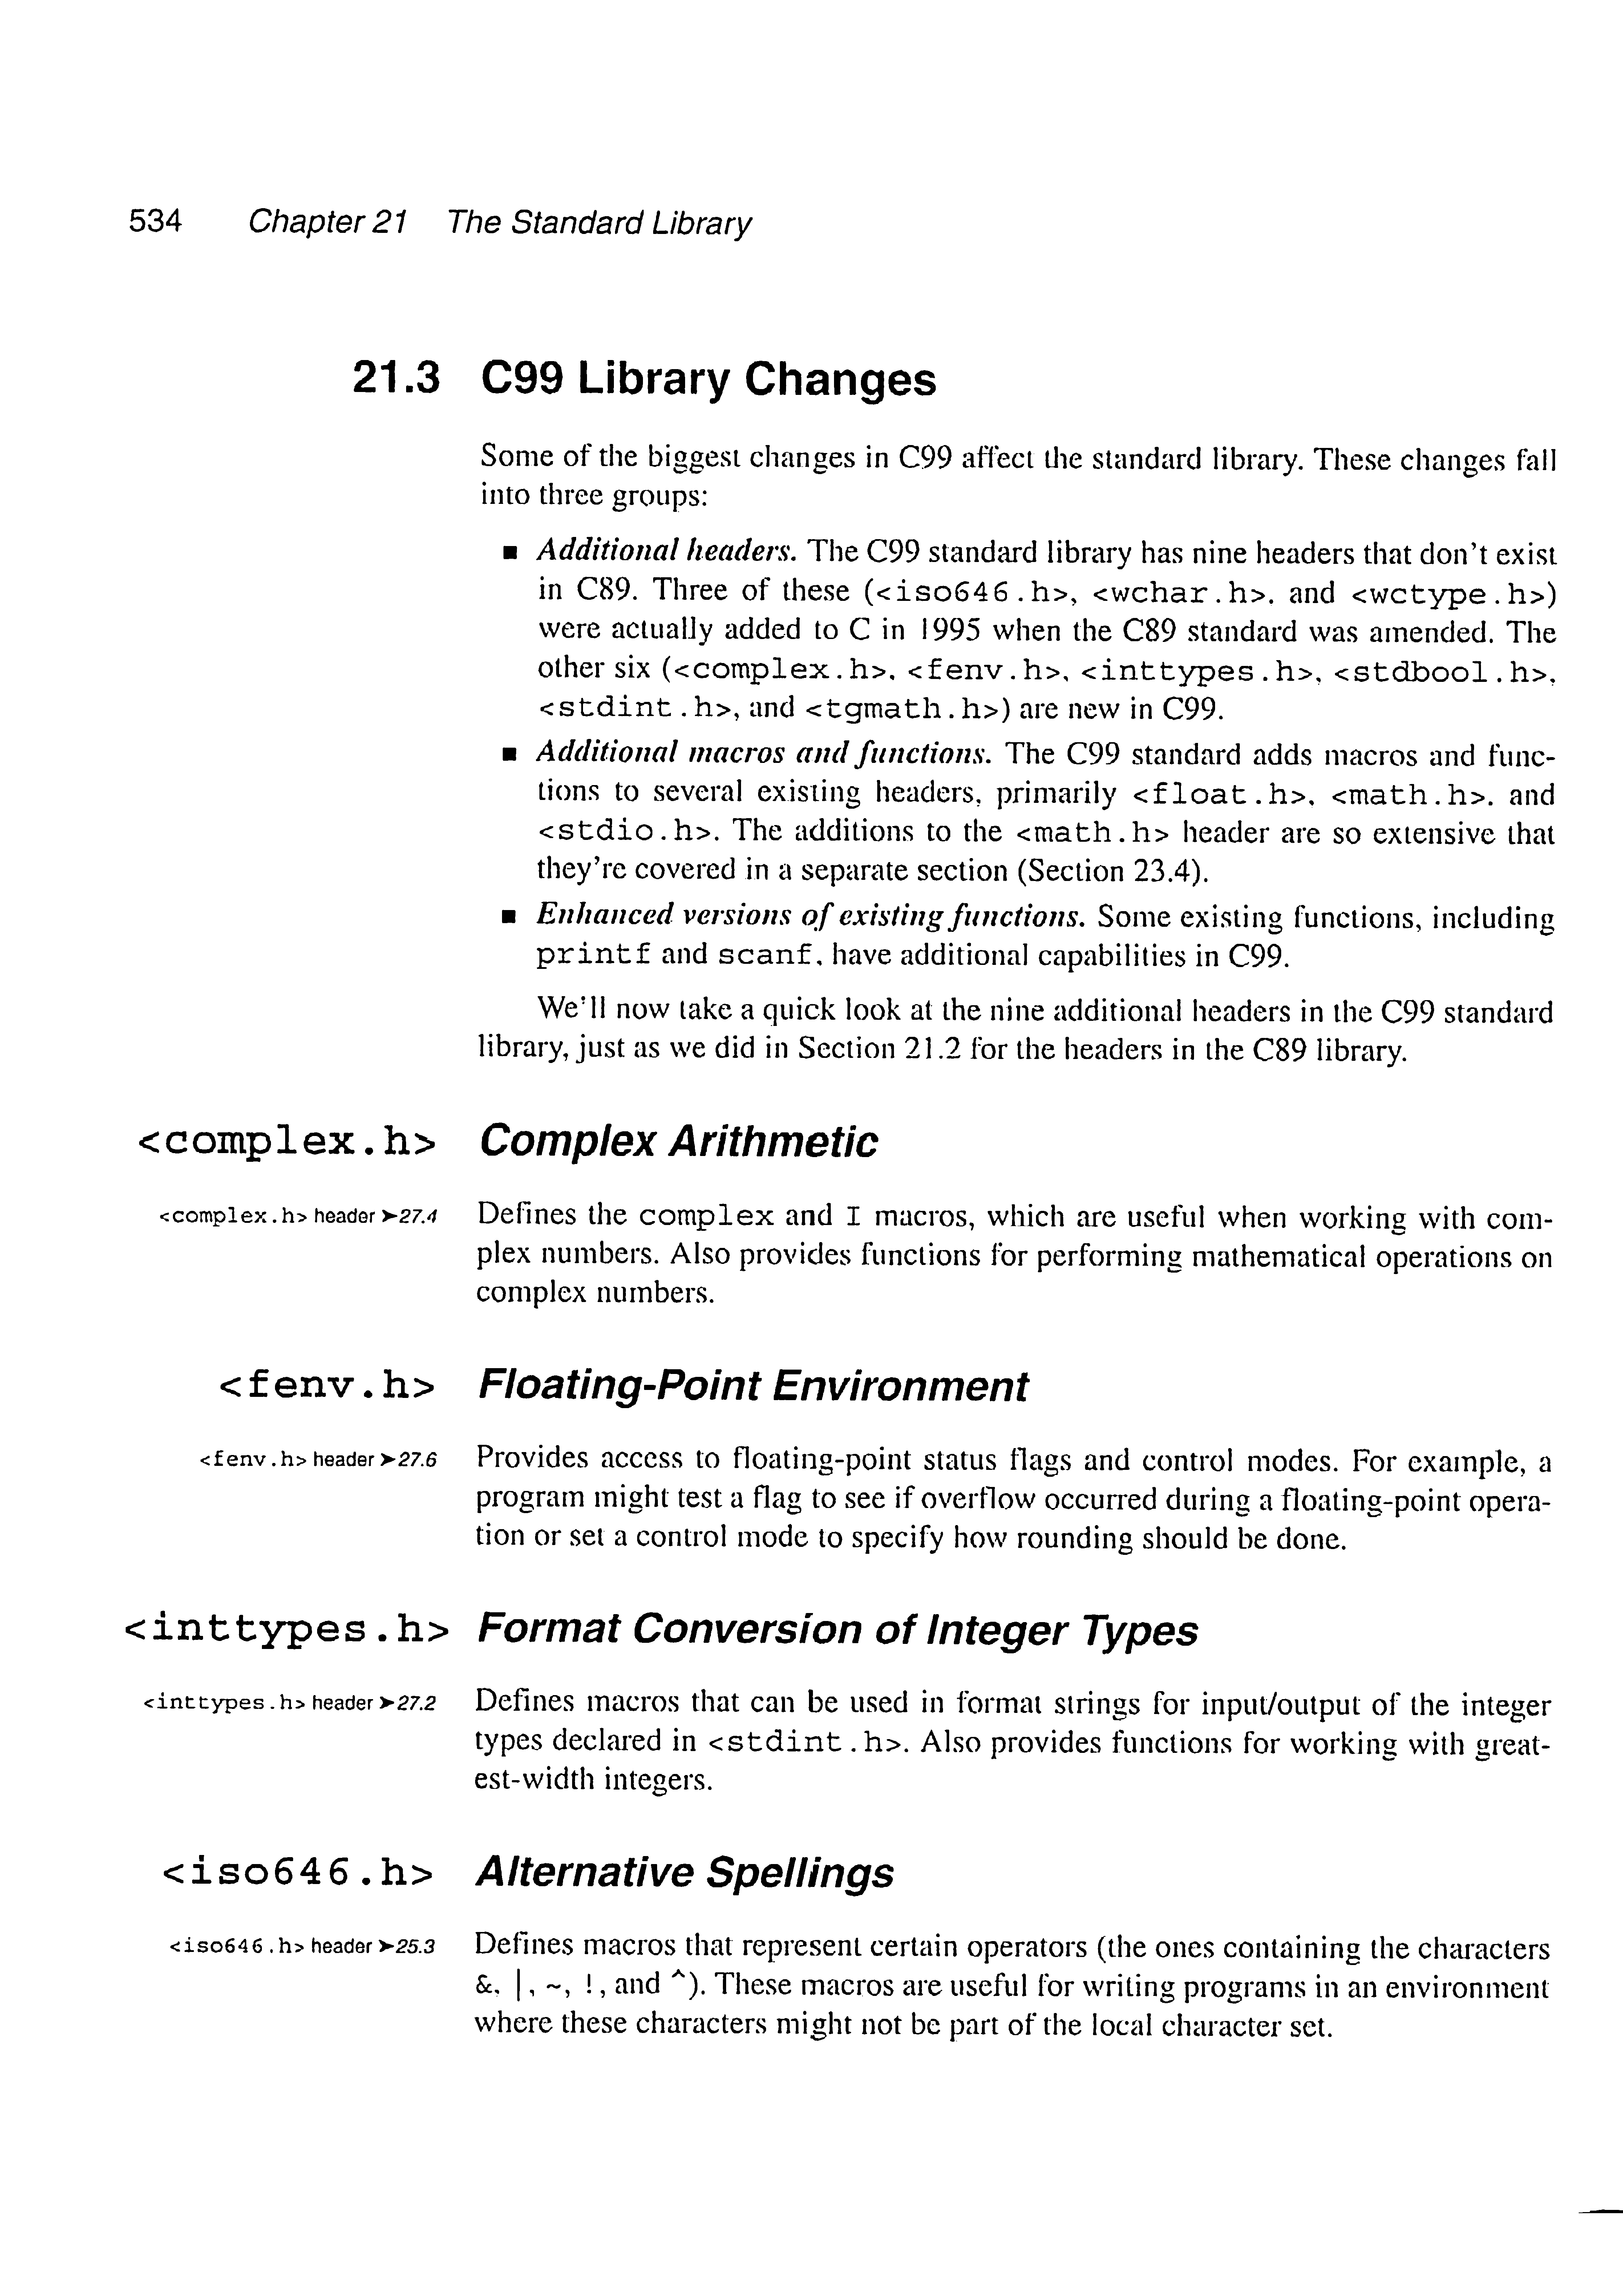 534 Chapter 21 The Standard Library
21.3 C99 Library Changes
Some of the biggest changes in C99 affect the standard library. These changes fall
into three groups:
■ Additional headers. The C99 standard library has nine headers that don't exist
in C89. Three of these (<iso646.h>, <wchar.h>. and <wctype.h>)
were actually added to C in 1995 when the C89 standard was amended. The
other six (<complex.h>, <fenv.h>, <inttypes.h>, <stdbool.h>,
<stdint.h>, and <tgmath.h>) are new in C99.
■ Additional macros and functions. The C99 standard adds macros and func-
tions to several existing headers, primarily <float.h>, <math.h>. and
<stdio.h>. The additions to the <math.h> header are so extensive that
they're covered in a separate section (Section 23.4).
■ Enhanced versions of existing functions. Some existing functions, including
printf and scanf, have additional capabilities in C99.
We'll now take a quick look at the nine additional headers in the C99 standard
library, just as we did in Section 21.2 for the headers in the C89 library.
<complex.h> Complex Arithmetic
<complex.h> header ➤27.4 Defines the complex and I macros, which are useful when working with com-
plex numbers. Also provides functions for performing mathematical operations on
complex numbers.
<fenv.h> Floating-Point Environment
<fenv.h> header ➤27.6 Provides access to floating-point status flags and control modes. For example, a
program might test a flag to see if overflow occurred during a floating-point opera-
tion or set a control mode to specify how rounding should be done.
<inttypes.h> Format Conversion of Integer Types
<inttypes.h> header ➤27.2 Defines macros that can be used in format strings for input/output of the integer
types declared in <stdint.h>. Also provides functions for working with great-
est-width integers.
<iso646.h> Alternative Spellings
<iso646.h> header ➤25.3 Defines macros that represent certain operators (the ones containing the characters
&, |, ~, !, and ^). These macros are useful for writing programs in an environment
where these characters might not be part of the local character set.